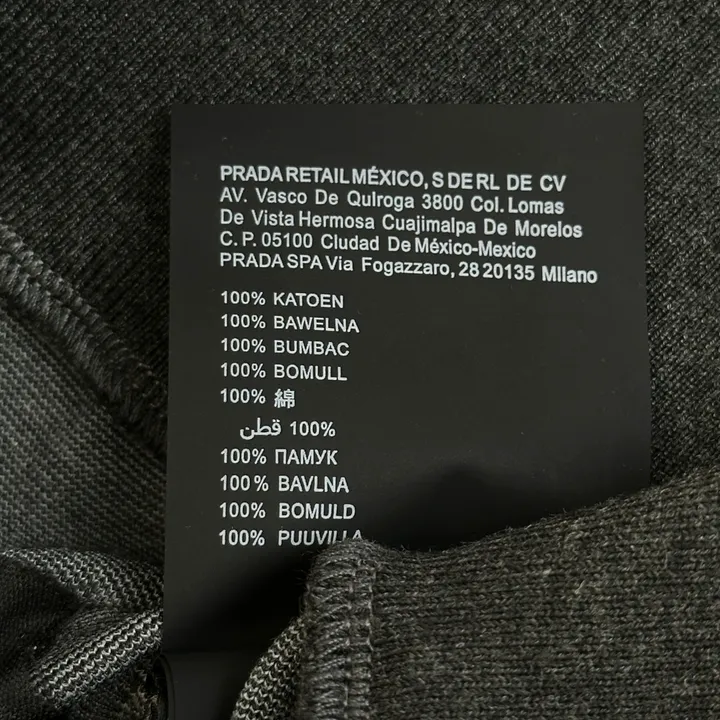 PRADA RETAIL MÉXICO, S DE RL DE CV
AV. Vasco De Quiroga 3800 Col. Lomas
De Vista Hermosa Cuajimalpa De Morelos
C. P. 05100 Ciudad De México-Mexico
PRADA SPA Via Fogazzaro, 28 20135 Milano
100% KATOEN
100% BAWELNA
100% BUMBAC
100% BOMULL
100% 綿
100% قطن
100% ПАМУК
100% BAVLNA
100% BOMULD
100% PUUVILLA